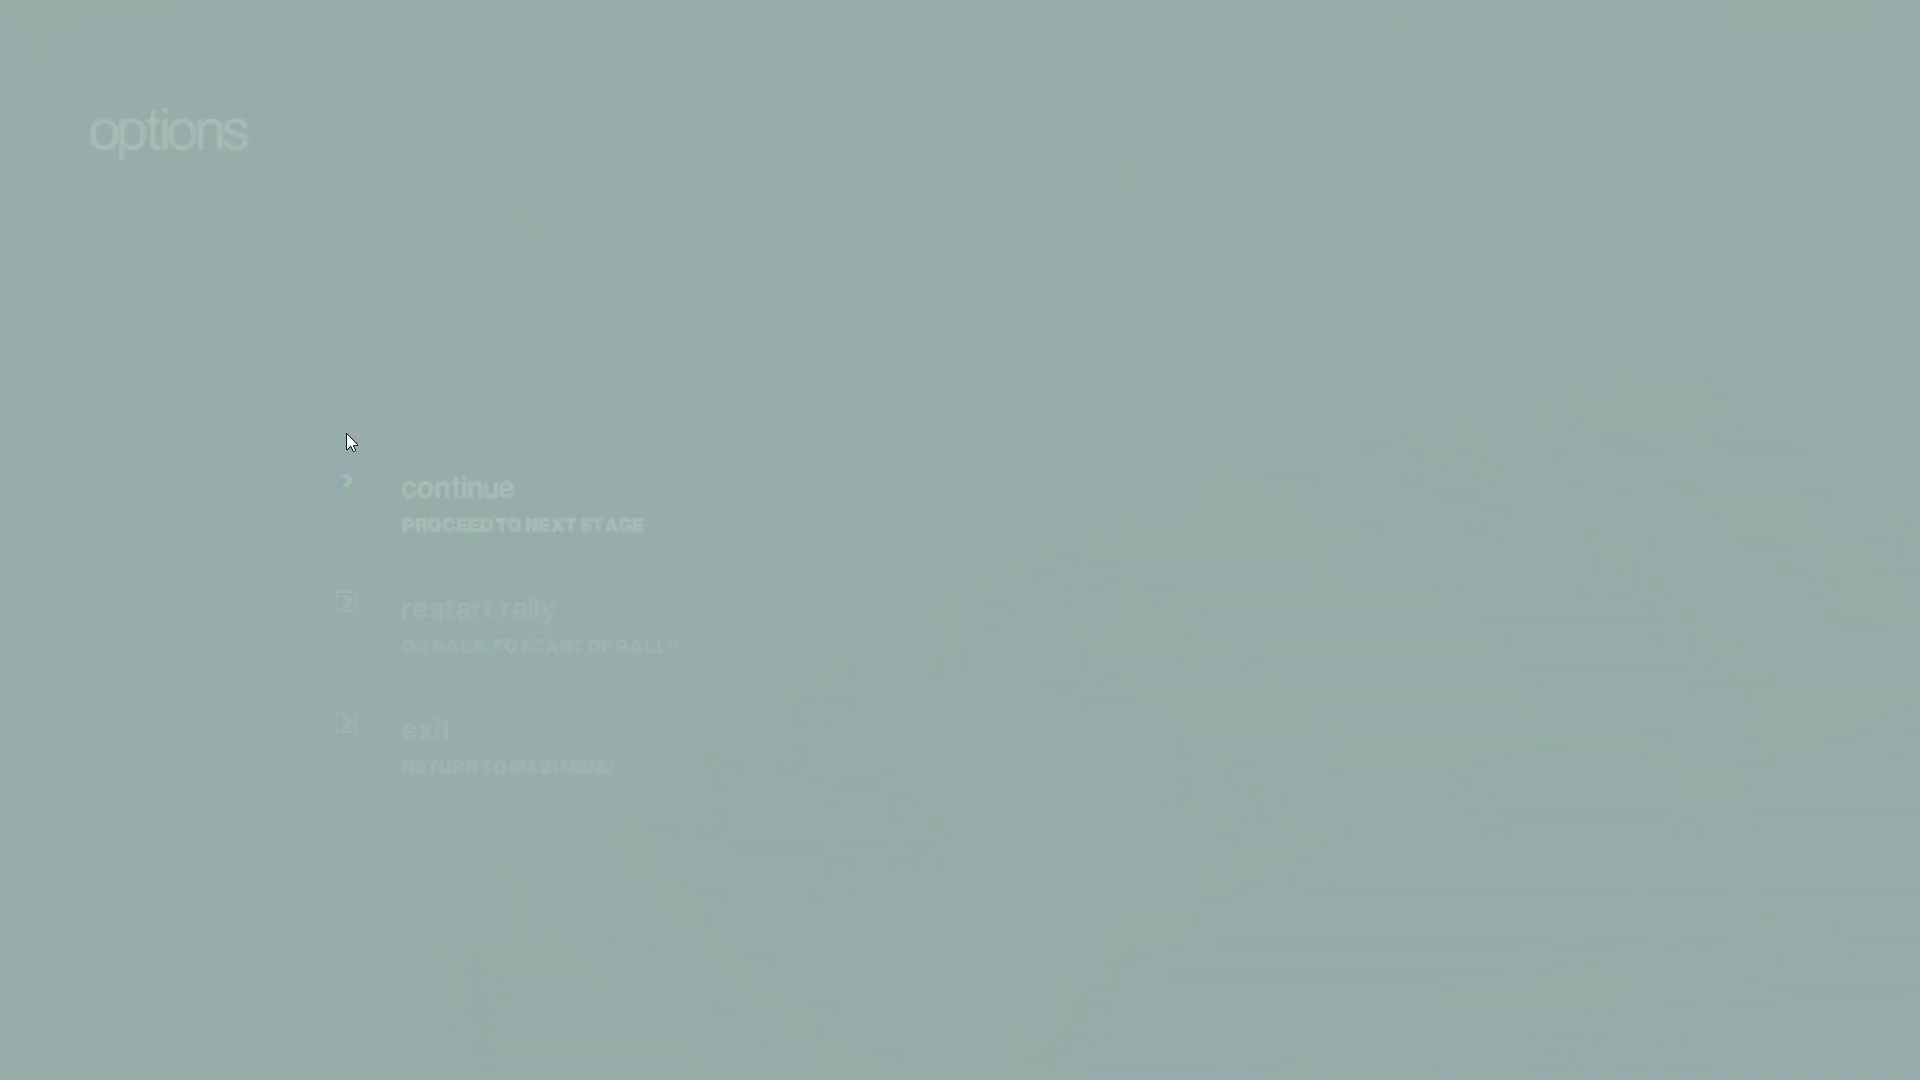 options
continue
PROCEED TO NEXT STAGE
restart rally
GO BACK TO START OF RALLY
exit
RETURN TO MAIN MENU